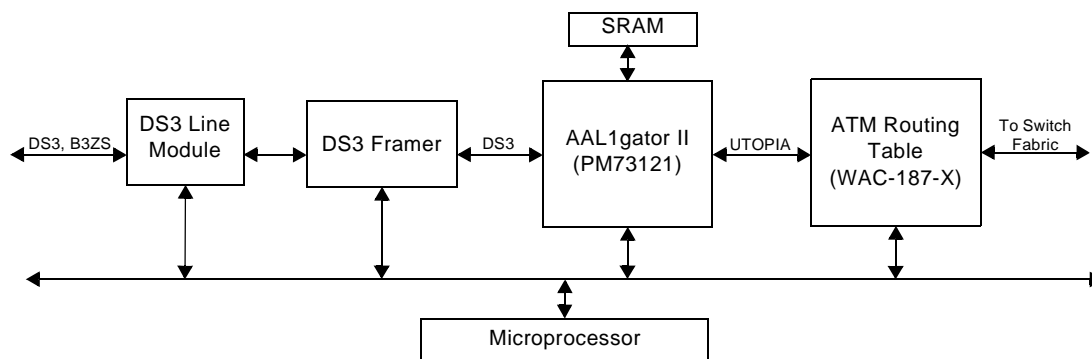 SRAM
DS3, B3ZS
DS3 Line
Module
DS3 Framer
DS3
AAL1gator II
(PM73121)
UTOPIA
ATM Routing
Table
(WAC-187-X)
To Switch
Fabric
Microprocessor